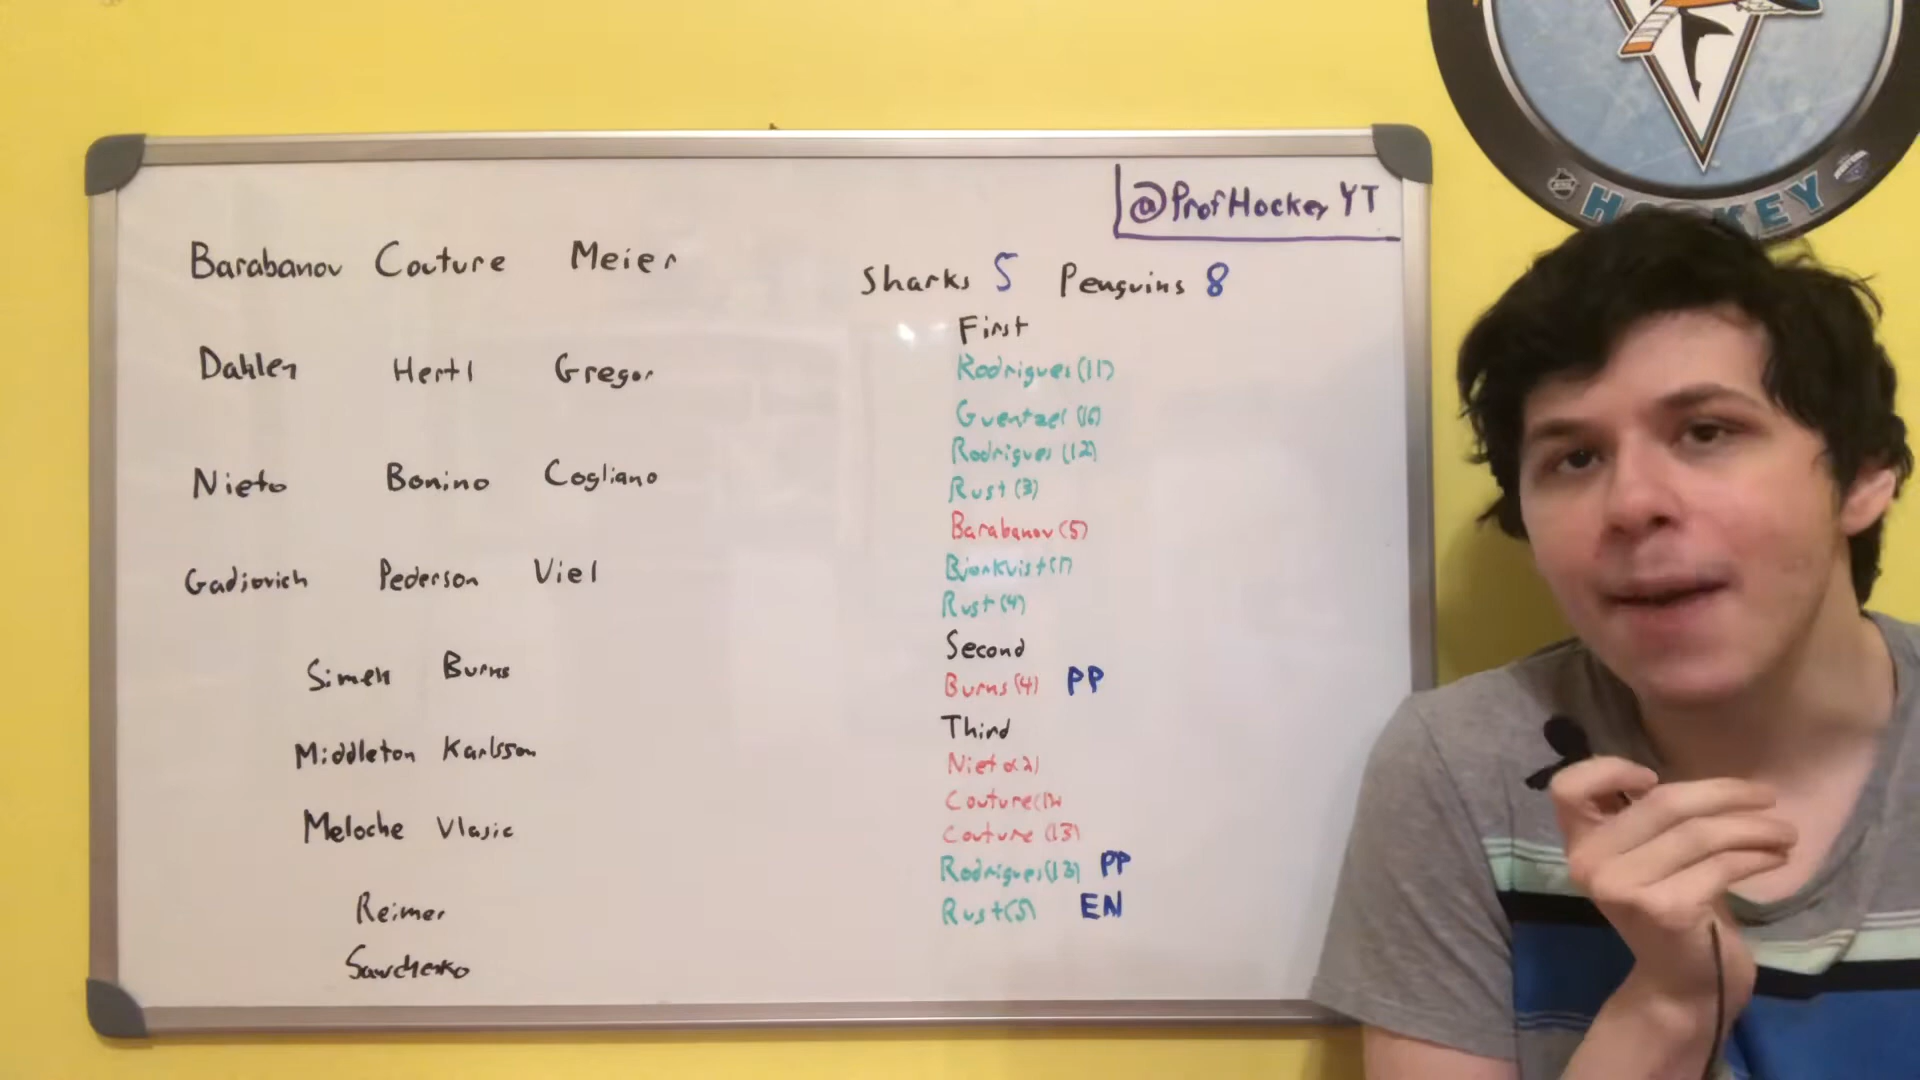 @ProfHockeyYT
HOCKEY
Barabanov Couture Meier
Dahlen Hertl Gregor
Nieto Bonino Cogliano
Gadjovich Pederson Viel
Simek Burns
Middleton Karlsson
Meloche Vlasic
Reimer
Sawchenko
Sharks 5 Penguins 8
First
Rodrigues (11)
Guentzel (16)
Rodrigues (12)
Rust (3)
Barabanov (5)
Bjorkvist (1)
Rust (4)
Second
Burns (4) PP
Third
Nieto (2)
Couture (12)
Couture (13)
Rodrigues (13) PP
Rust (5) EN